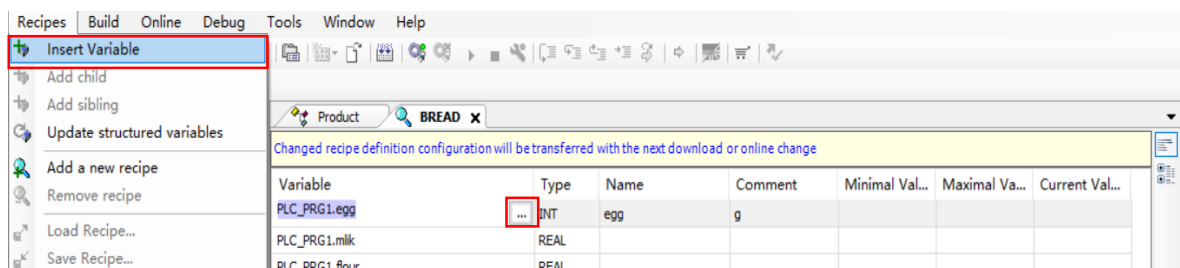 Recipes Build Online Debug Tools Window Help
Insert Variable
Add child
Add sibling
Update structured variables
Add a new recipe
Remove recipe
Load Recipe...
Save Recipe...
Product BREAD x
Changed recipe definition configuration will be transferred with the next download or online change
Variable Type Name Comment Minimal Val... Maximal Va... Current Val...
PLC_PRG1.egg ... INT egg g
PLC_PRG1.mlik REAL
PLC_PRG1.flour REAL